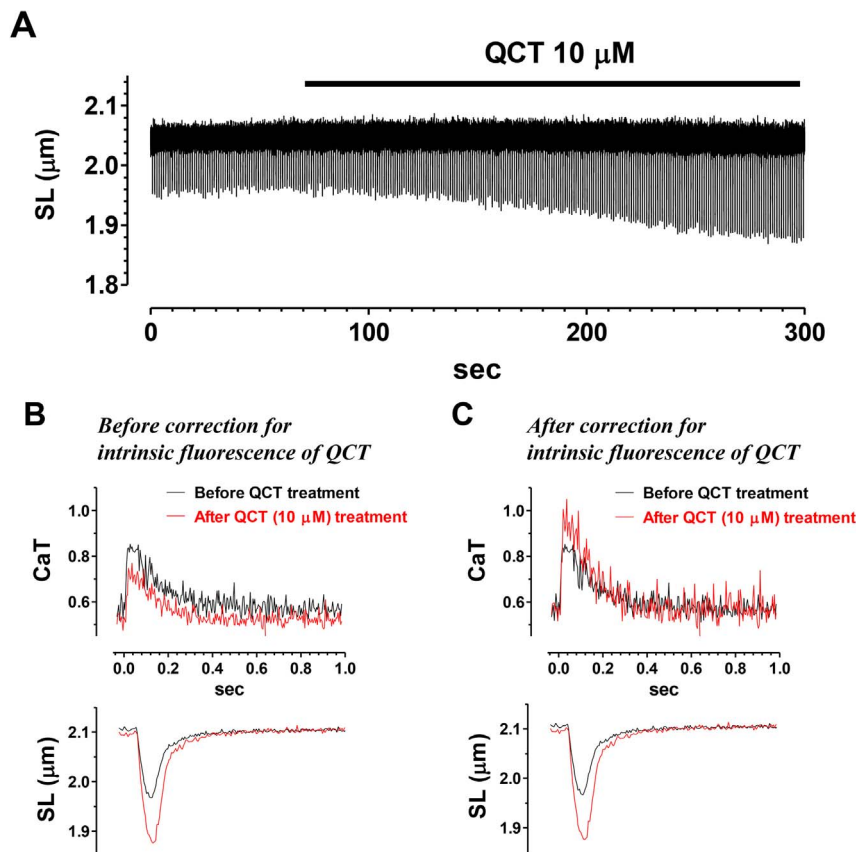 A
QCT 10 μM
2.1
2.0
1.9
1.8
SL (μm)
0 100 200 300
sec
B
Before correction for
intrinsic fluorescence of QCT
Before QCT treatment
After QCT (10 μM) treatment
1.0
0.8
0.6
CaT
0.0 0.2 0.4 0.6 0.8 1.0
sec
2.1
2.0
1.9
SL (μm)
C
After correction for
intrinsic fluorescence of QCT
Before QCT treatment
After QCT (10 μM) treatment
1.0
0.8
0.6
CaT
0.0 0.2 0.4 0.6 0.8 1.0
sec
2.1
2.0
1.9
SL (μm)